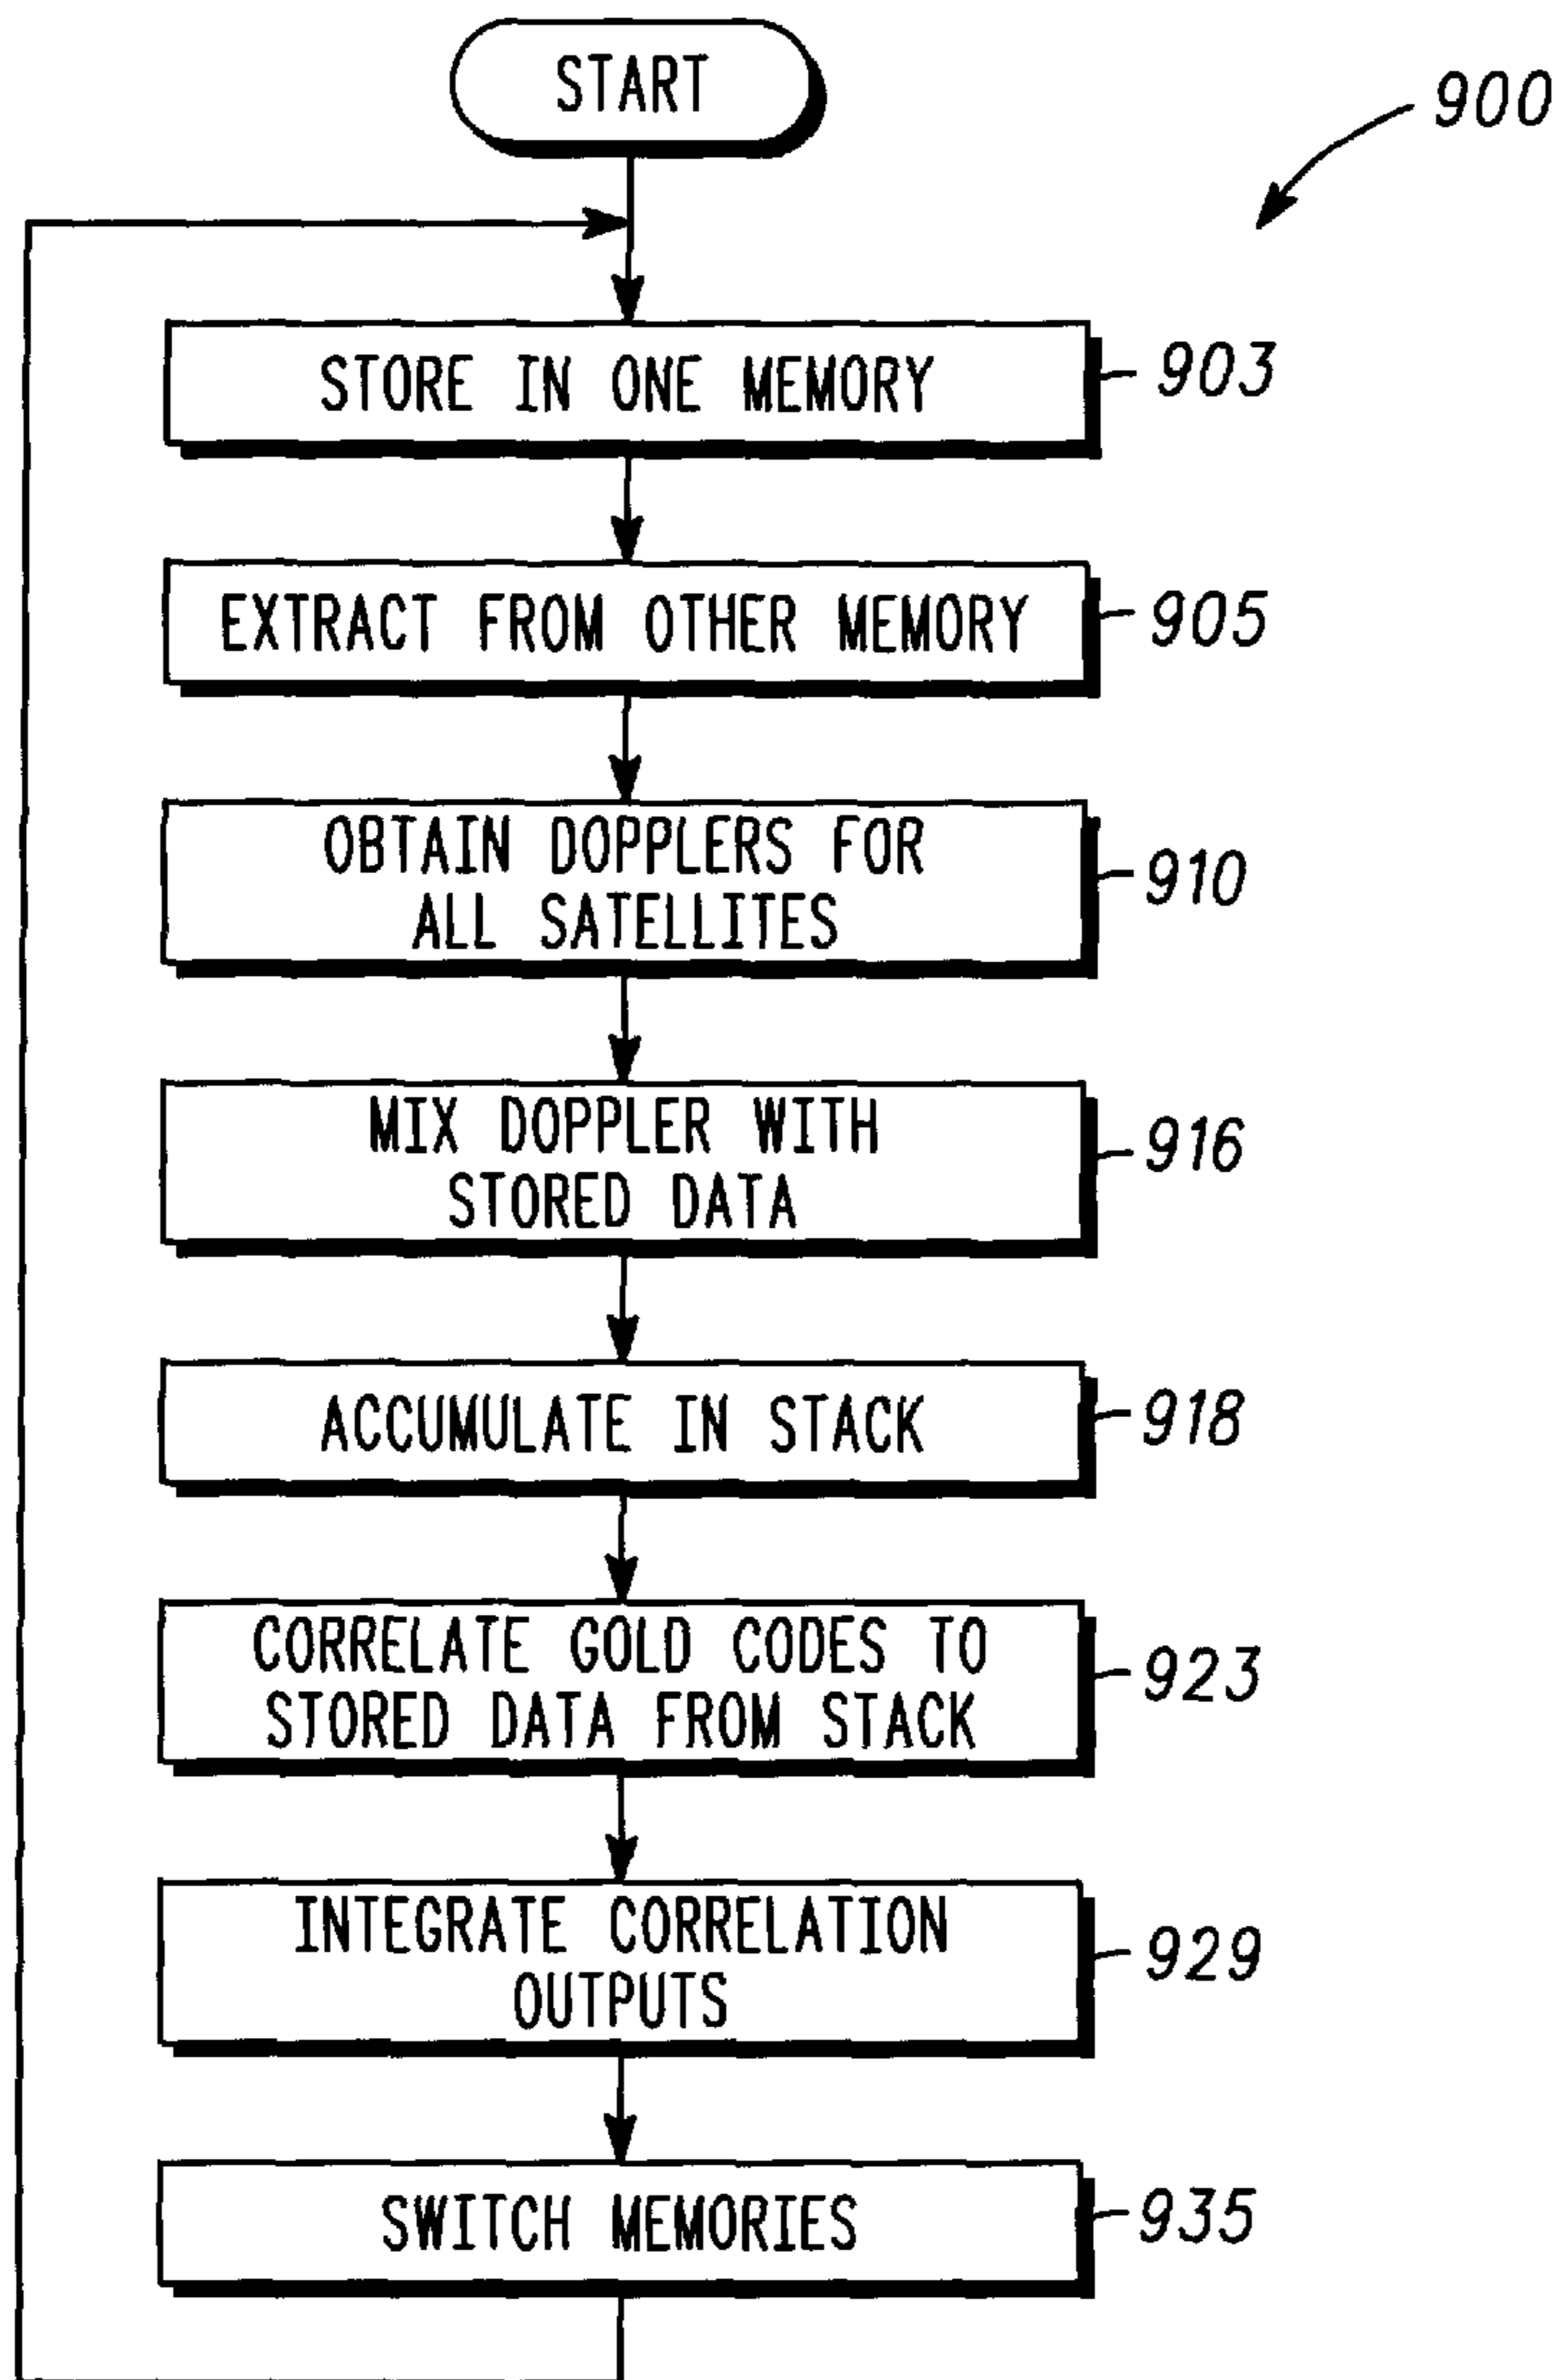 START
900
STORE IN ONE MEMORY
903
EXTRACT FROM OTHER MEMORY
905
OBTAIN DOPPLERS FOR
ALL SATELLITES
910
MIX DOPPLER WITH
STORED DATA
916
ACCUMULATE IN STACK
918
CORRELATE GOLD CODES TO
STORED DATA FROM STACK
923
INTEGRATE CORRELATION
OUTPUTS
929
SWITCH MEMORIES
935